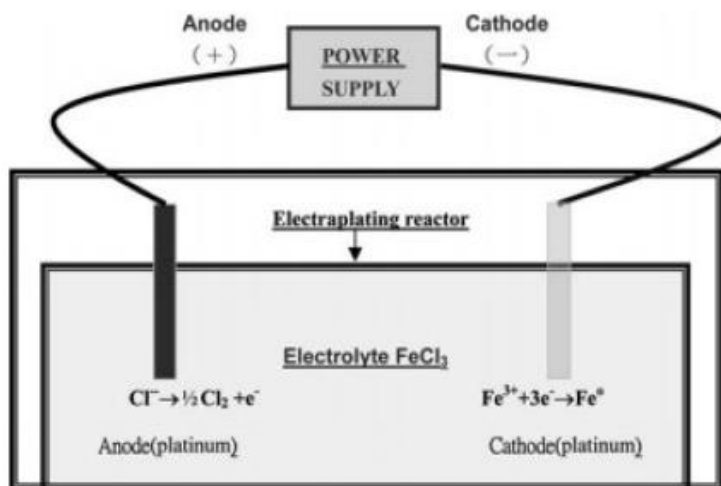 Anode
(+)
POWER
SUPPLY
Cathode
(—)
Electraplating reactor
Electrolyte FeCl₃
Cl⁻→½Cl₂ +e⁻
Fe³⁺+3e⁻→Fe°
Anode(platinum)
Cathode(platinum)